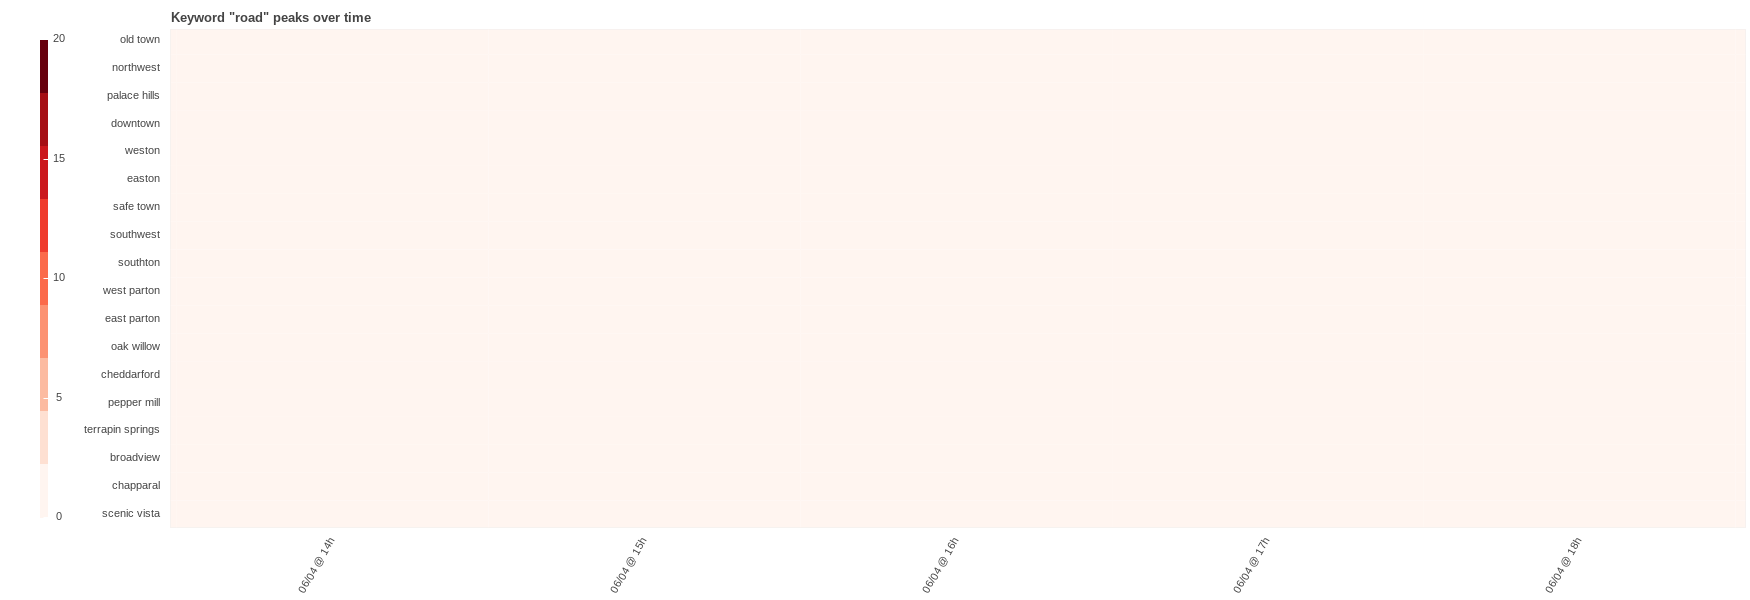 Keyword "road" peaks over time
20
15
10
5
0
old town
northwest
palace hills
downtown
weston
easton
safe town
southwest
southton
west parton
east parton
oak willow
cheddarford
pepper mill
terrapin springs
broadview
chapparal
scenic vista
06/04 @ 14h
06/04 @ 15h
06/04 @ 16h
06/04 @ 17h
06/04 @ 18h